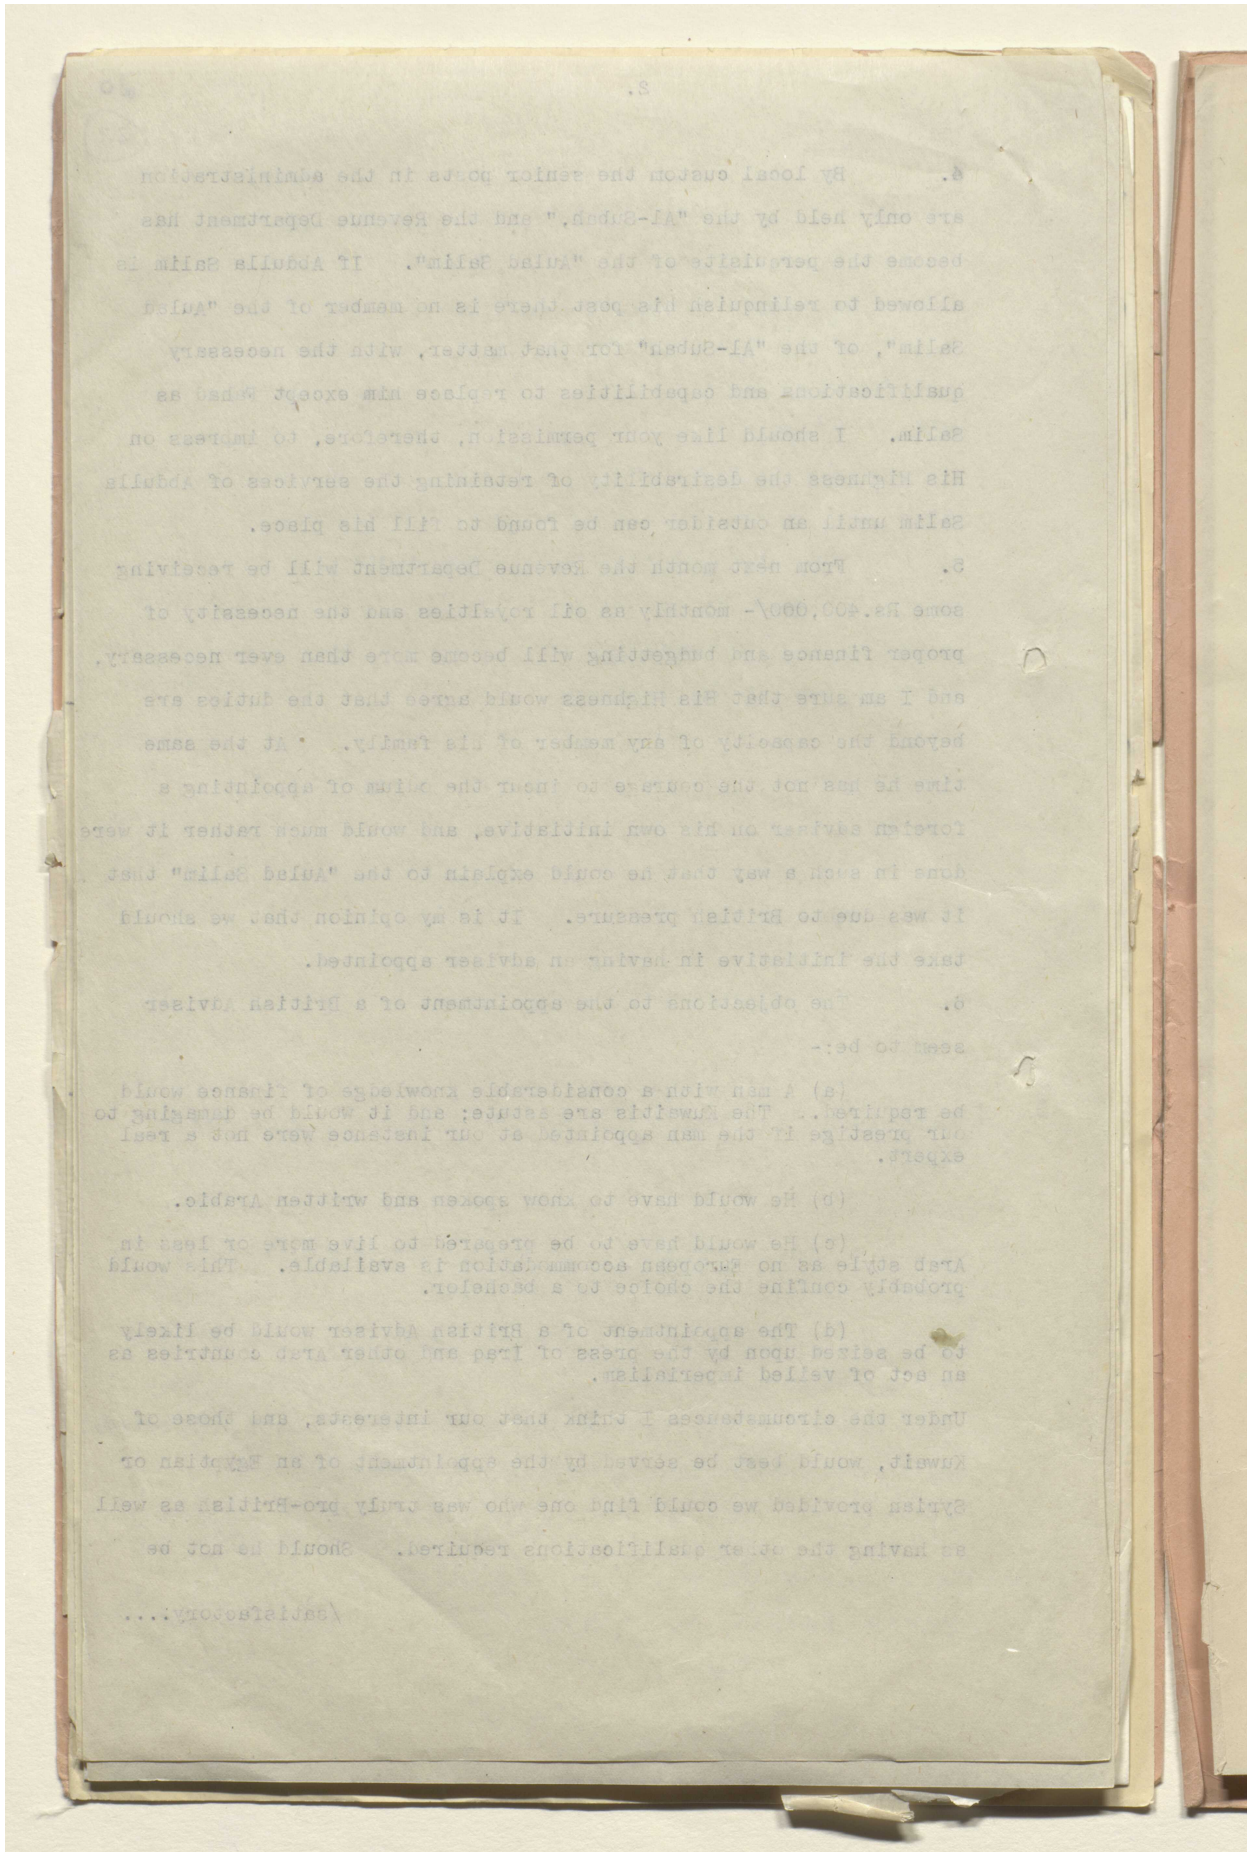 2.
4. By local custom the senior posts in the administration
are only held by the "Al-Subah," and the Revenue Department has
become the perquisite of the "Aulad Salim". If Abdulla Salim is
allowed to relinquish his post there is no member of the "Aulad
Salim", of the "Al-Subah" for that matter, with the necessary
qualifications and capabilities to replace him except Fahad as
Salim. I should like your permission, therefore, to impress on
His Highness the desirability of retaining the services of Abdulla
Salim until an outsider can be found to fill his place.
5. From next month the Revenue Department will be receiving
some Rs.400,000/- monthly as oil royalties and the necessity of
proper finance and budgetting will become more than ever necessary,
and I am sure that His Highness would agree that the duties are
beyond the capacity of any member of his family. At the same
time he has not the courage to incur the odium of appointing a
foreign adviser on his own initiative, and would much rather it were
done in such a way that he could explain to the "Aulad Salim" that
it was due to British pressure. It is my opinion that we should
take the initiative in having an adviser appointed.
6. The objections to the appointment of a British Adviser
seem to be:-
(a) A man with a considerable knowledge of finance would
be required. The Kuwaitis are astute; and it would be damaging to
our prestige if the man appointed at our instance were not a real
expert.
(b) He would have to know spoken and written Arabic.
(c) He would have to be prepared to live more or less in
Arab style as no European accommodation is available. This would
probably confine the choice to a bachelor.
(d) The appointment of a British Adviser would be likely
to be seized upon by the press of Iraq and other Arab countries as
an act of veiled imperialism.
Under the circumstances I think that our interests, and those of
Kuwait, would best be served by the appointment of an Egyptian or
Syrian provided we could find one who was truly pro-British as well
as having the other qualifications required. Should he not be
/satisfactory:....